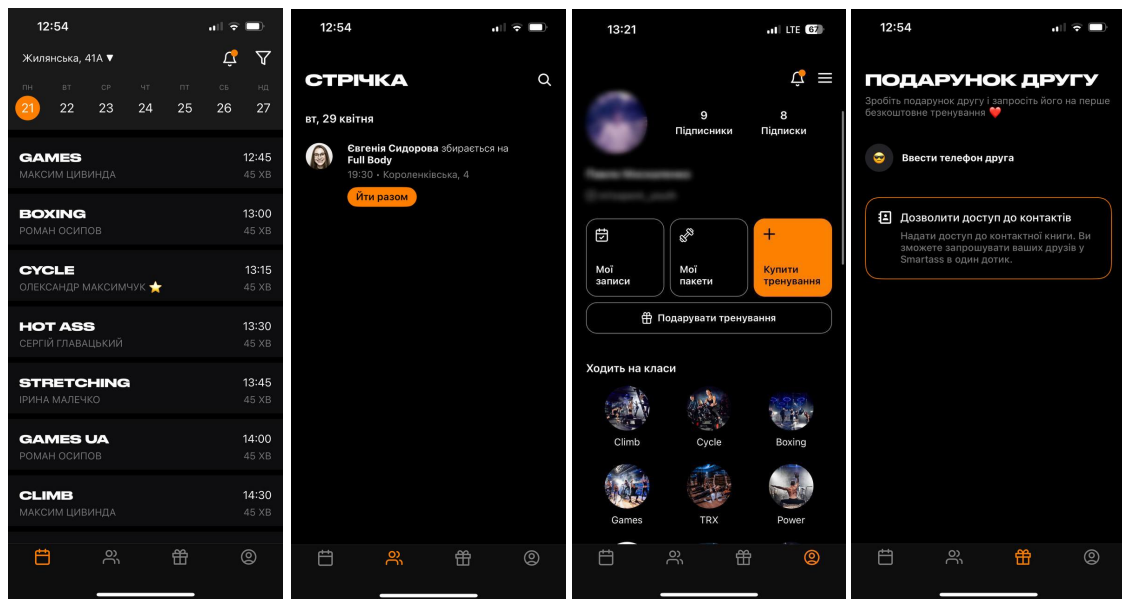 12:54
Жилянська, 41А ▼
ПН ВТ СР ЧТ ПТ СБ НД
21 22 23 24 25 26 27
GAMES 12:45
МАКСИМ ЦИВИНДА 45 ХВ
BOXING 13:00
РОМАН ОСИПОВ 45 ХВ
CYCLE 13:15
ОЛЕКСАНДР МАКСИМЧУК ⭐ 45 ХВ
HOT ASS 13:30
СЕРГІЙ ГЛАВАЦЬКИЙ 45 ХВ
STRETCHING 13:45
ІРИНА МАЛЕЧКО 45 ХВ
GAMES UA 14:00
РОМАН ОСИПОВ 45 ХВ
CLIMB 14:30
МАКСИМ ЦИВИНДА 45 ХВ
12:54
СТРІЧКА
вт, 29 квітня
Євгенія Сидорова збирається на
Full Body
19:30 • Короленківська, 4
Йти разом
13:21 LTE 67
9 8
Підписники Підписки
Мої записи
Мої пакети
Купити тренування
Подарувати тренування
Ходить на класи
Climb Cycle Boxing
Games TRX Power
12:54
ПОДАРУНОК ДРУГУ
Зробіть подарунок другу і запросіть його на перше
безкоштовне тренування ❤️
Ввести телефон друга
Дозволити доступ до контактів
Надати доступ до контактної книги. Ви
зможете запрошувати ваших друзів у
Smartass в один дотик.